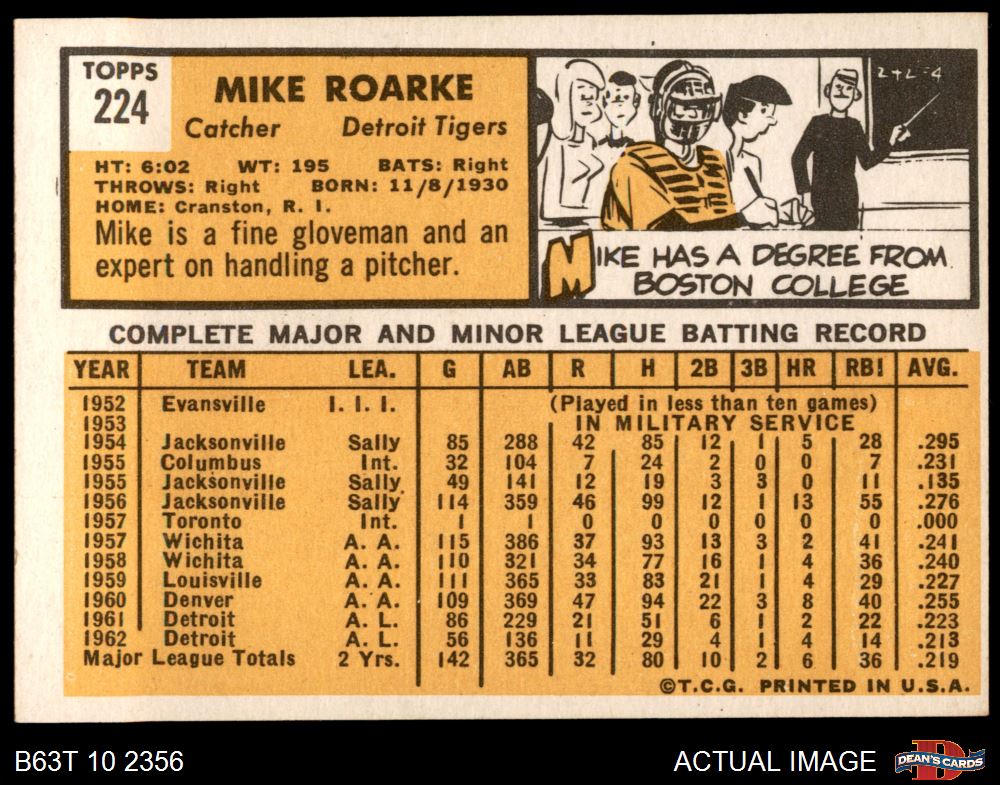 TOPPS
224
MIKE ROARKE
Catcher Detroit Tigers
HT: 6:02 WT: 195 BATS: Right
THROWS: Right BORN: 11/8/1930
HOME: Cranston, R. I.
Mike is a fine gloveman and an
expert on handling a pitcher.
2+2=4
MIKE HAS A DEGREE FROM
BOSTON COLLEGE
COMPLETE MAJOR AND MINOR LEAGUE BATTING RECORD
YEAR TEAM LEA. G AB R H 2B 3B HR RBI AVG.
1952 Evansville I. I. I. (Played in less than ten games)
1953 IN MILITARY SERVICE
1954 Jacksonville Sally 85 288 42 85 12 1 5 28 .295
1955 Columbus Int. 32 104 7 24 2 0 0 7 .231
1955 Jacksonville Sally 49 141 12 19 3 3 0 11 .135
1956 Jacksonville Sally 114 359 46 99 12 1 13 55 .276
1957 Toronto Int. 1 1 0 0 0 0 0 0 .000
1957 Wichita A. A. 115 386 37 93 13 3 2 41 .241
1958 Wichita A. A. 110 321 34 77 16 1 4 36 .240
1959 Louisville A. A. 111 365 33 83 21 1 4 29 .227
1960 Denver A. A. 109 369 47 94 22 3 8 40 .255
1961 Detroit A. L. 86 229 21 51 6 1 2 22 .223
1962 Detroit A. L. 56 136 11 29 4 1 4 14 .213
Major League Totals 2 Yrs. 142 365 32 80 10 2 6 36 .219
©T.C.G. PRINTED IN U.S.A.
B63T 10 2356 ACTUAL IMAGE
D
DEAN'S CARDS